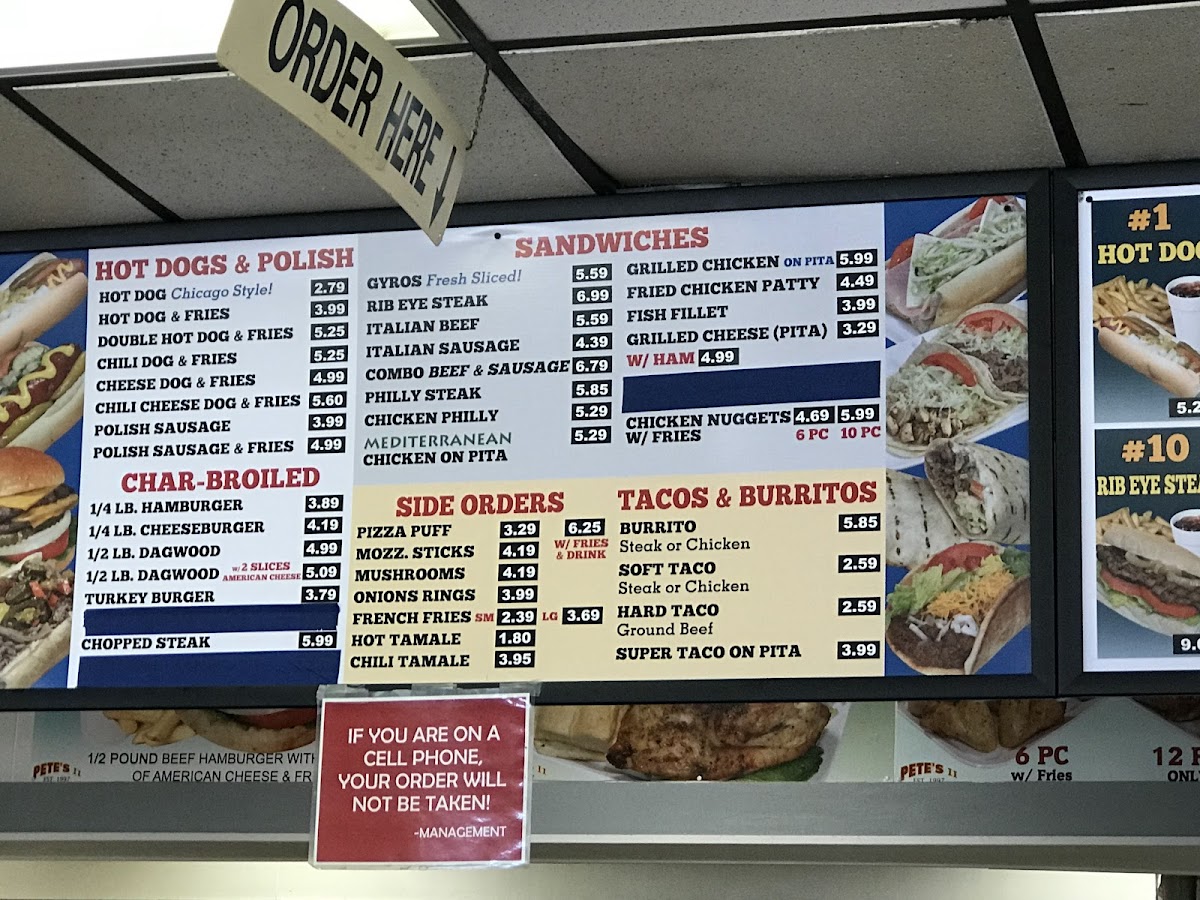 ORDER HERE ↓
HOT DOGS & POLISH
HOT DOG Chicago Style! 2.79
HOT DOG & FRIES 3.99
DOUBLE HOT DOG & FRIES 5.25
CHILI DOG & FRIES 5.25
CHEESE DOG & FRIES 4.99
CHILI CHEESE DOG & FRIES 5.60
POLISH SAUSAGE 3.99
POLISH SAUSAGE & FRIES 4.99
CHAR-BROILED
1/4 LB. HAMBURGER 3.89
1/4 LB. CHEESEBURGER 4.19
1/2 LB. DAGWOOD 4.99
1/2 LB. DAGWOOD W/2 SLICES AMERICAN CHEESE 5.09
TURKEY BURGER 3.79
CHOPPED STEAK 5.99
SANDWICHES
GYROS Fresh Sliced! 5.59
RIB EYE STEAK 6.99
ITALIAN BEEF 5.59
ITALIAN SAUSAGE 4.39
COMBO BEEF & SAUSAGE 6.79
PHILLY STEAK 5.85
CHICKEN PHILLY 5.29
MEDITERRANEAN 5.29
CHICKEN ON PITA
GRILLED CHICKEN ON PITA 5.99
FRIED CHICKEN PATTY 4.49
FISH FILLET 3.99
GRILLED CHEESE (PITA) 3.29
W/ HAM 4.99
CHICKEN NUGGETS 4.69 5.99
W/ FRIES 6 PC 10 PC
SIDE ORDERS
PIZZA PUFF 3.29 6.25
W/ FRIES
& DRINK
MOZZ. STICKS 4.19
MUSHROOMS 4.19
ONIONS RINGS 3.99
FRENCH FRIES SM 2.39 LG 3.69
HOT TAMALE 1.80
CHILI TAMALE 3.95
TACOS & BURRITOS
BURRITO 5.85
Steak or Chicken
SOFT TACO 2.59
Steak or Chicken
HARD TACO 2.59
Ground Beef
SUPER TACO ON PITA 3.99
#1
HOT
5.2
#10
RIB EYE
9.
IF YOU ARE ON A
CELL PHONE,
YOUR ORDER WILL
NOT BE TAKEN!
-MANAGEMENT
PETE'S II
EST. 1997
1/2 POUND BEEF HAMBURGER WITH
OF AMERICAN CHEESE & FR
II
PETE'S II
EST. 1997
6 PC
w/ Fries
12